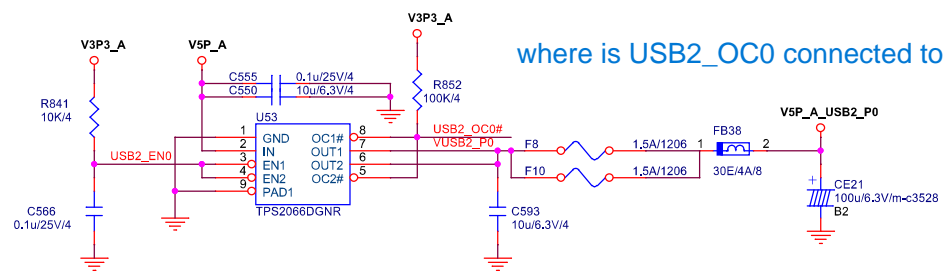 V3P3_A
where is USB2_OC0 connected to
V3P3_A
V5P_A
C555 0.1u/25V/4
C550 10u/6.3V/4
R852
100K/4
R841
10K/4
U53
V5P_A_USB2_P0
1 GND OC1# 8 USB2_OC0#
2 IN OUT1 7 VUSB2_P0
3 EN1 OUT2 6
4 EN2 OC2# 5
9 PAD1
TPS2066DGNR
USB2_EN0
F8 1.5A/1206
F10 1.5A/1206
FB38
1 2
30E/4A/8
C566
0.1u/25V/4
C593
10u/6.3V/4
+
CE21
100u/6.3V/m-c3528
B2